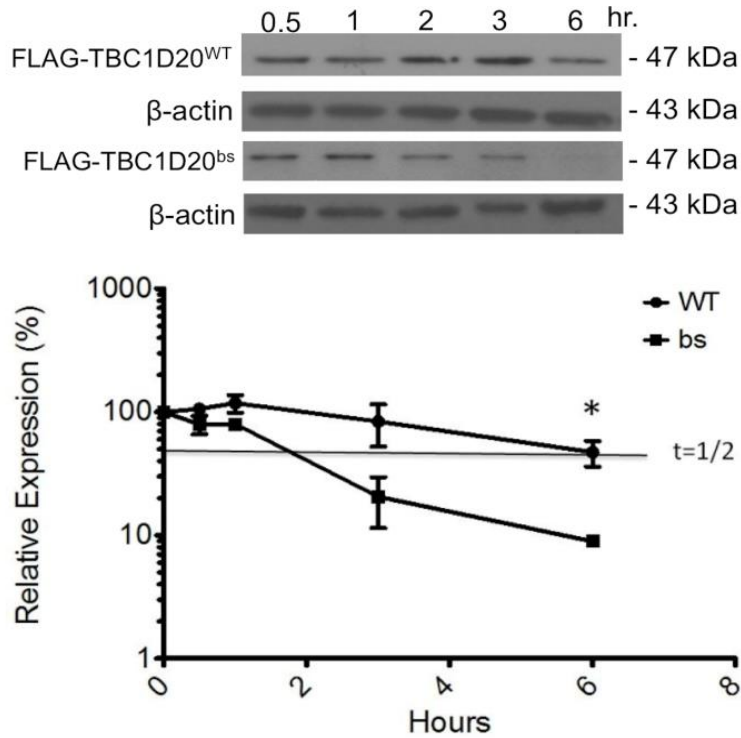 0.5 1 2 3 6 hr.
FLAG-TBC1D20ᵂᵀ - 47 kDa
β-actin - 43 kDa
FLAG-TBC1D20ᵇˢ - 47 kDa
β-actin - 43 kDa
1000
WT
bs
100
*
t=1/2
10
1
0 2 4 6 8
Relative Expression (%)
Hours